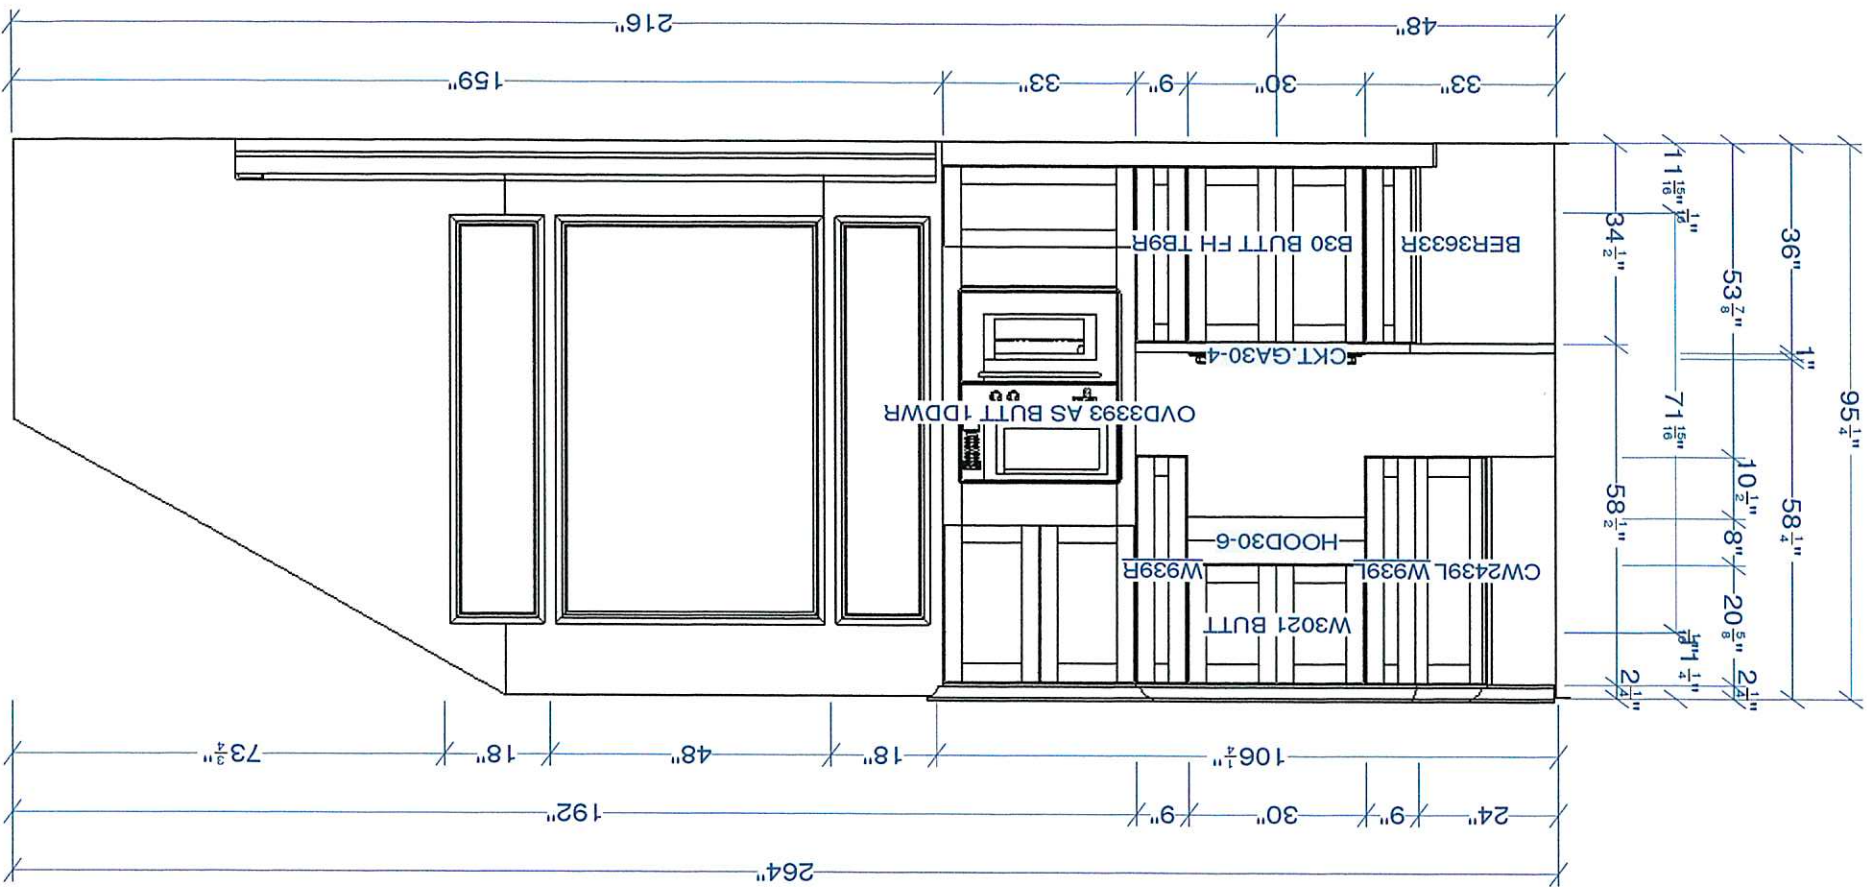 264"
24" 9" 30" 9" 192"
106 1/4" 18" 48" 18" 73 3/4"
W3021 BUTT
CW2439L W939L W939R
HOOD30-6
OVD3393 AS BUTT 1DDWR
CKT.GA30-4
BER3633R B30 BUTT FH TB9R
33" 30" 9" 33" 159"
48" 216"
95 1/4"
58 1/4" 1" 36"
2 1/4" 20 5/8" 8" 10 1/2" 53 7/8"
11 1/4" 1/16" 71 15/16" 1/16" 11 15/16"
2 1/4" 58 1/2" 34 1/2"